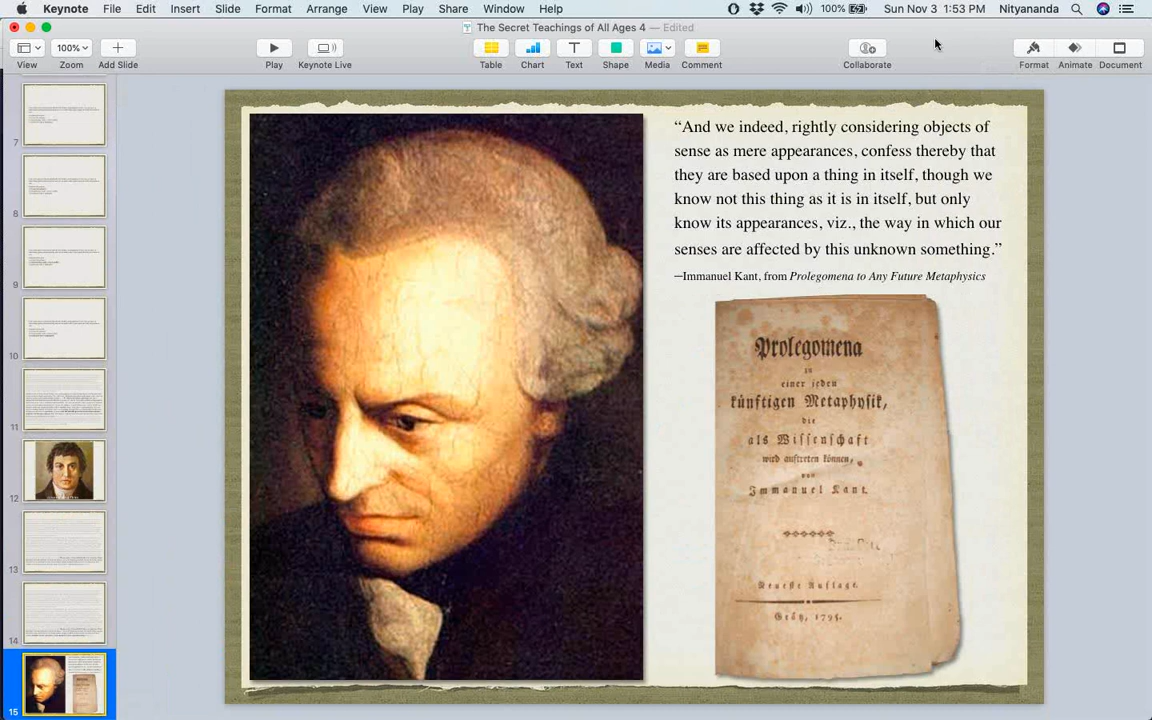 Keynote File Edit Insert Slide Format Arrange View Play Share Window Help 100% Sun Nov 3 1:53 PM Nityananda
The Secret Teachings of All Ages 4 — Edited
100%
View Zoom Add Slide Play Keynote Live Table Chart Text Shape Media Comment Collaborate Format Animate Document
7
8
9
10
11
12
13
14
15
“And we indeed, rightly considering objects of
sense as mere appearances, confess thereby that
they are based upon a thing in itself, though we
know not this thing as it is in itself, but only
know its appearances, viz., the way in which our
senses are affected by this unknown something.”
—Immanuel Kant, from Prolegomena to Any Future Metaphysics
Prolegomena
zu
einer jeden
künftigen Metaphysik,
die
als Wissenschaft
wird auftreten können,
von
Immanuel Kant.
Neueste Auflage.
Grätz, 1795.